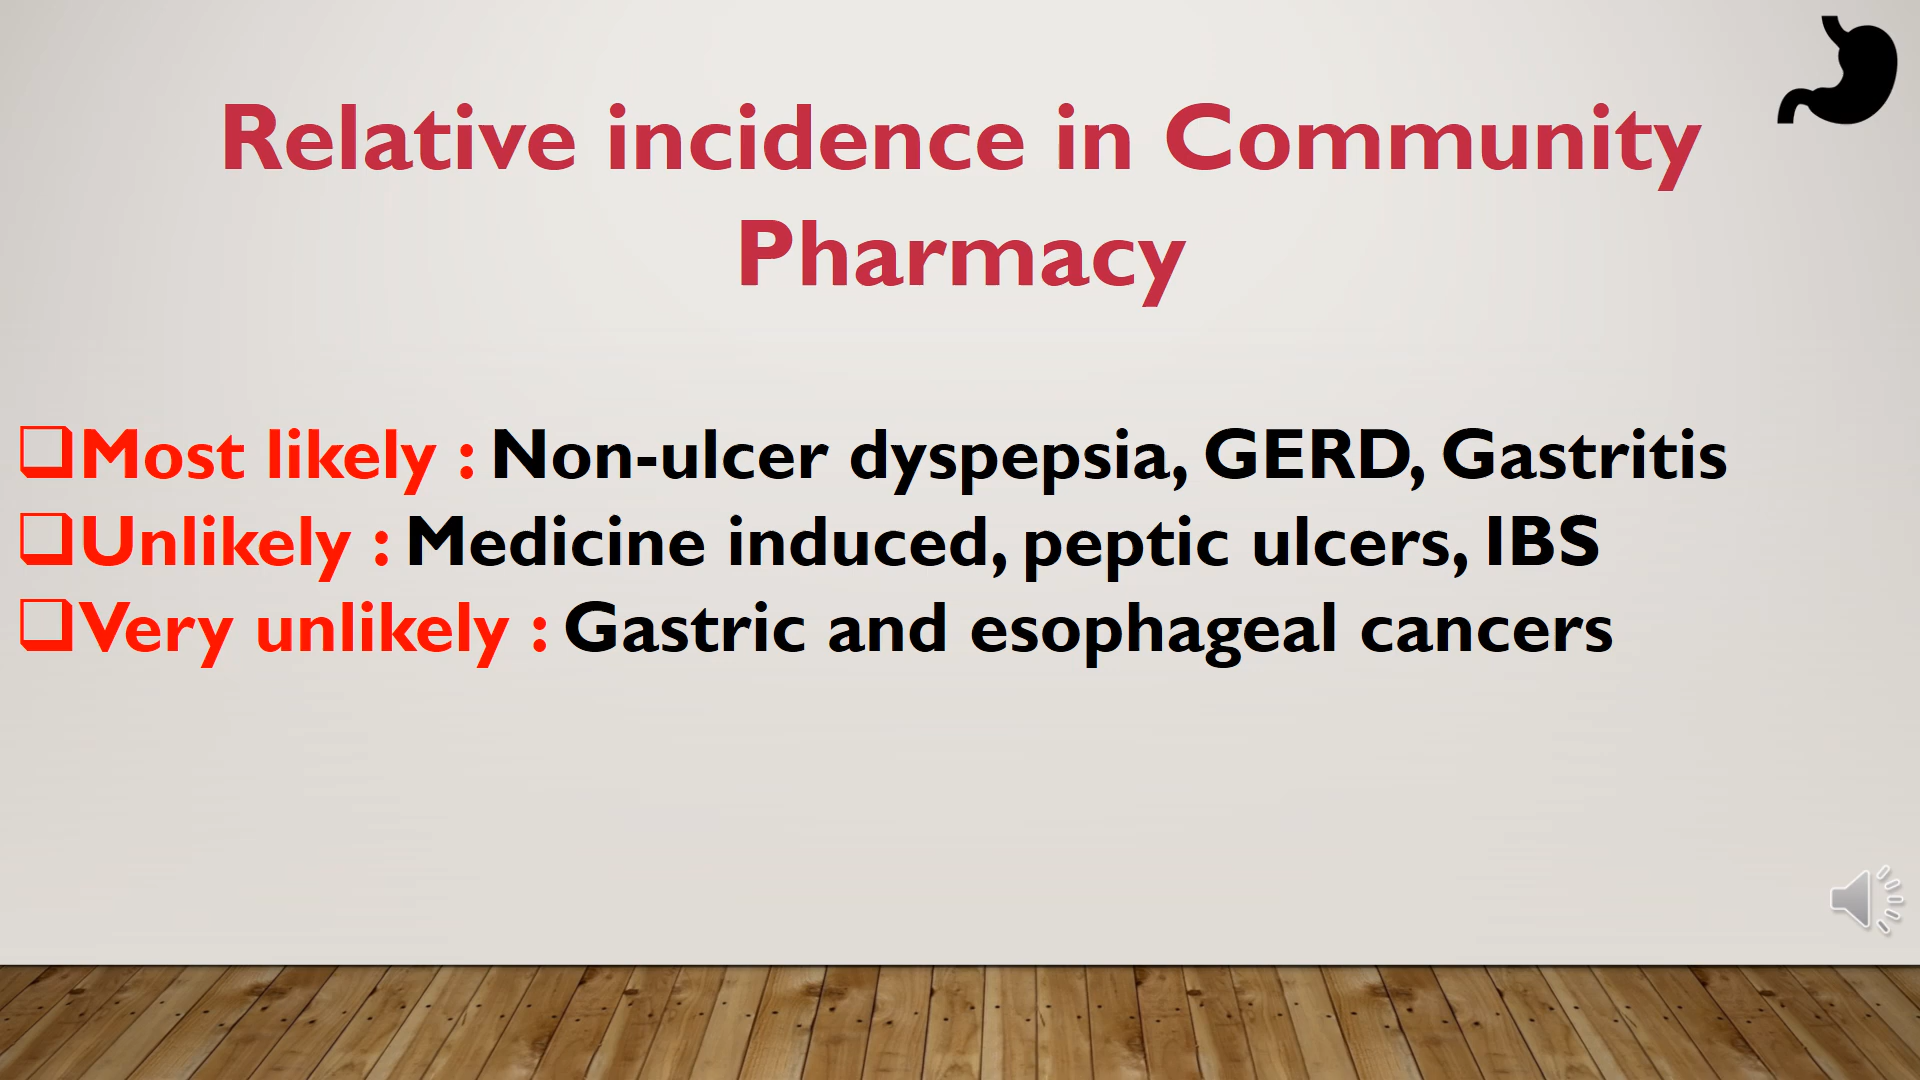 Relative incidence in Community
Pharmacy
❑Most likely : Non-ulcer dyspepsia, GERD, Gastritis
❑Unlikely : Medicine induced, peptic ulcers, IBS
❑Very unlikely : Gastric and esophageal cancers